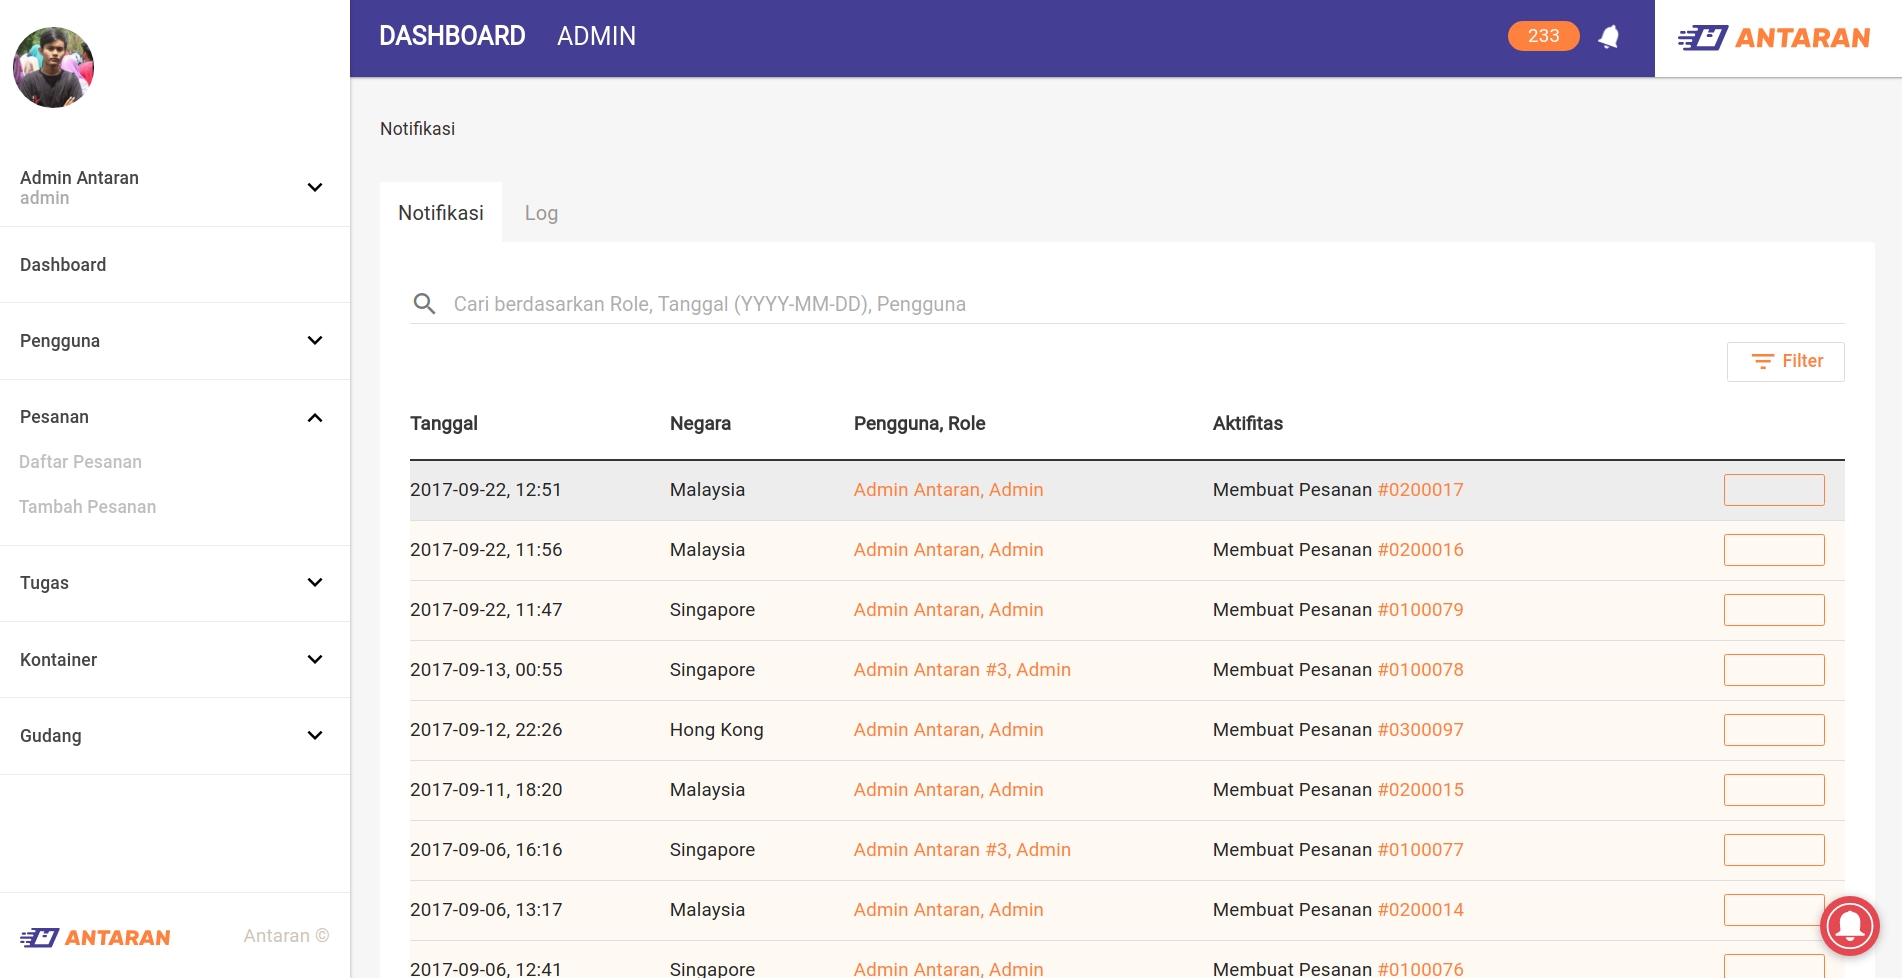 DASHBOARD ADMIN
233
ANTARAN
Notifikasi
Admin Antaran
admin
Dashboard
Pengguna
Pesanan
Daftar Pesanan
Tambah Pesanan
Tugas
Kontainer
Gudang
ANTARAN Antaran ©
Notifikasi Log
Cari berdasarkan Role, Tanggal (YYYY-MM-DD), Pengguna
Filter
Tanggal Negara Pengguna, Role Aktifitas
2017-09-22, 12:51 Malaysia Admin Antaran, Admin Membuat Pesanan #0200017
2017-09-22, 11:56 Malaysia Admin Antaran, Admin Membuat Pesanan #0200016
2017-09-22, 11:47 Singapore Admin Antaran, Admin Membuat Pesanan #0100079
2017-09-13, 00:55 Singapore Admin Antaran #3, Admin Membuat Pesanan #0100078
2017-09-12, 22:26 Hong Kong Admin Antaran, Admin Membuat Pesanan #0300097
2017-09-11, 18:20 Malaysia Admin Antaran, Admin Membuat Pesanan #0200015
2017-09-06, 16:16 Singapore Admin Antaran #3, Admin Membuat Pesanan #0100077
2017-09-06, 13:17 Malaysia Admin Antaran, Admin Membuat Pesanan #0200014
2017-09-06, 12:41 Singapore Admin Antaran, Admin Membuat Pesanan #0100076